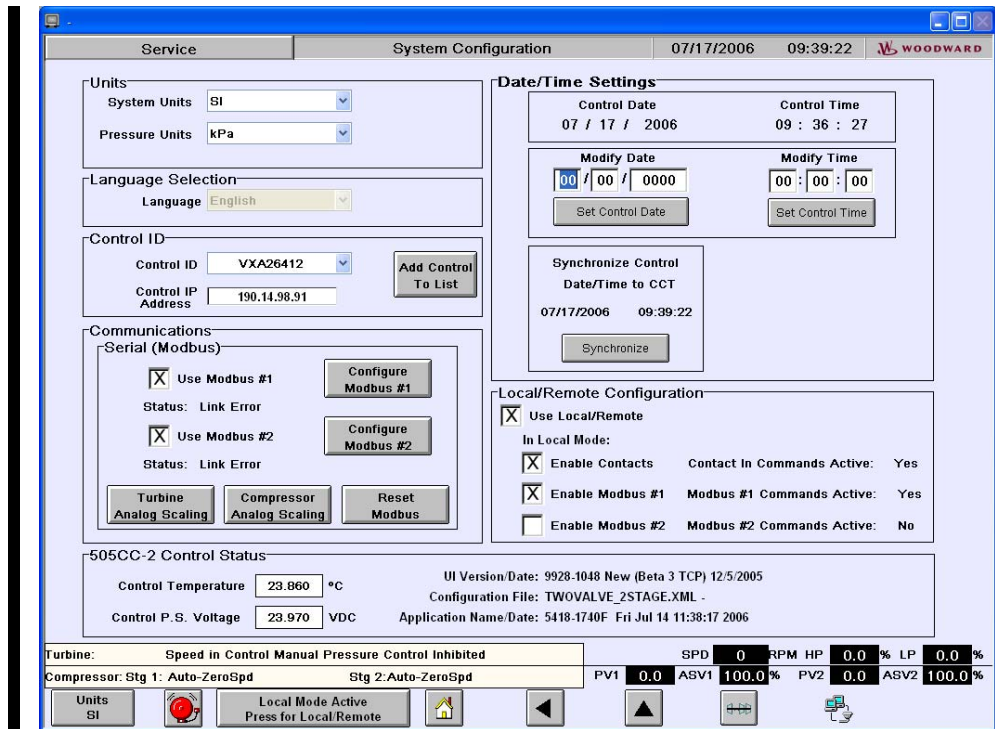 Service System Configuration 07/17/2006 09:39:22 WOODWARD
Units
System Units SI
Pressure Units kPa
Language Selection
Language English
Control ID
Control ID VXA26412
Add Control To List
Control IP Address 190.14.98.91
Communications
Serial (Modbus)
X Use Modbus #1
Configure Modbus #1
Status: Link Error
X Use Modbus #2
Configure Modbus #2
Status: Link Error
Turbine Analog Scaling
Compressor Analog Scaling
Reset Modbus
Date/Time Settings
Control Date Control Time
07 / 17 / 2006 09 : 36 : 27
Modify Date Modify Time
00 / 00 / 0000 00 : 00 : 00
Set Control Date Set Control Time
Synchronize Control
Date/Time to CCT
07/17/2006 09:39:22
Synchronize
Local/Remote Configuration
X Use Local/Remote
In Local Mode:
X Enable Contacts Contact In Commands Active: Yes
X Enable Modbus #1 Modbus #1 Commands Active: Yes
Enable Modbus #2 Modbus #2 Commands Active: No
505CC-2 Control Status
Control Temperature 23.860 °C
Control P.S. Voltage 23.970 VDC
UI Version/Date: 9928-1048 New (Beta 3 TCP) 12/5/2005
Configuration File: TWOVALVE_2STAGE.XML -
Application Name/Date: 5418-1740F Fri Jul 14 11:38:17 2006
Turbine: Speed in Control Manual Pressure Control Inhibited SPD 0 RPM HP 0.0 % LP 0.0 %
Compressor: Stg 1: Auto-ZeroSpd Stg 2:Auto-ZeroSpd PV1 0.0 ASV1 100.0 % PV2 0.0 ASV2 100.0 %
Units SI
Local Mode Active
Press for Local/Remote